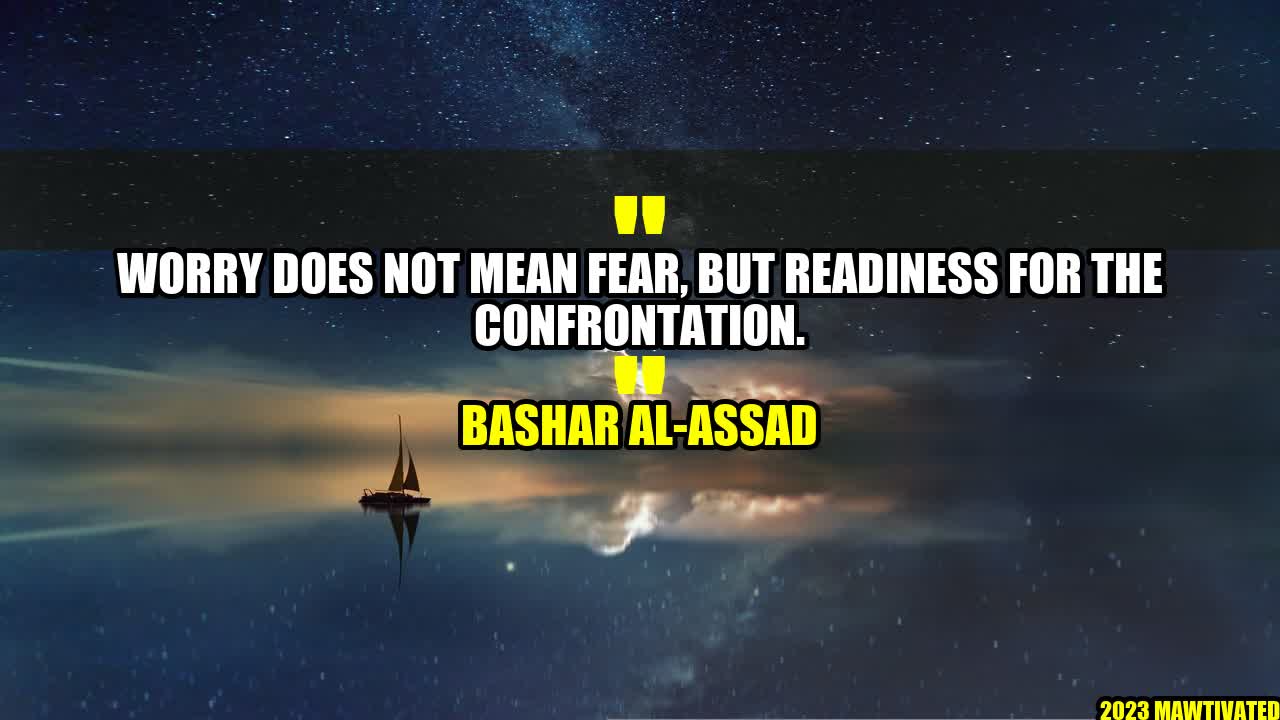 "
WORRY DOES NOT MEAN FEAR, BUT READINESS FOR THE
CONFRONTATION.
"
BASHAR AL-ASSAD
2023 MAWTIVATED